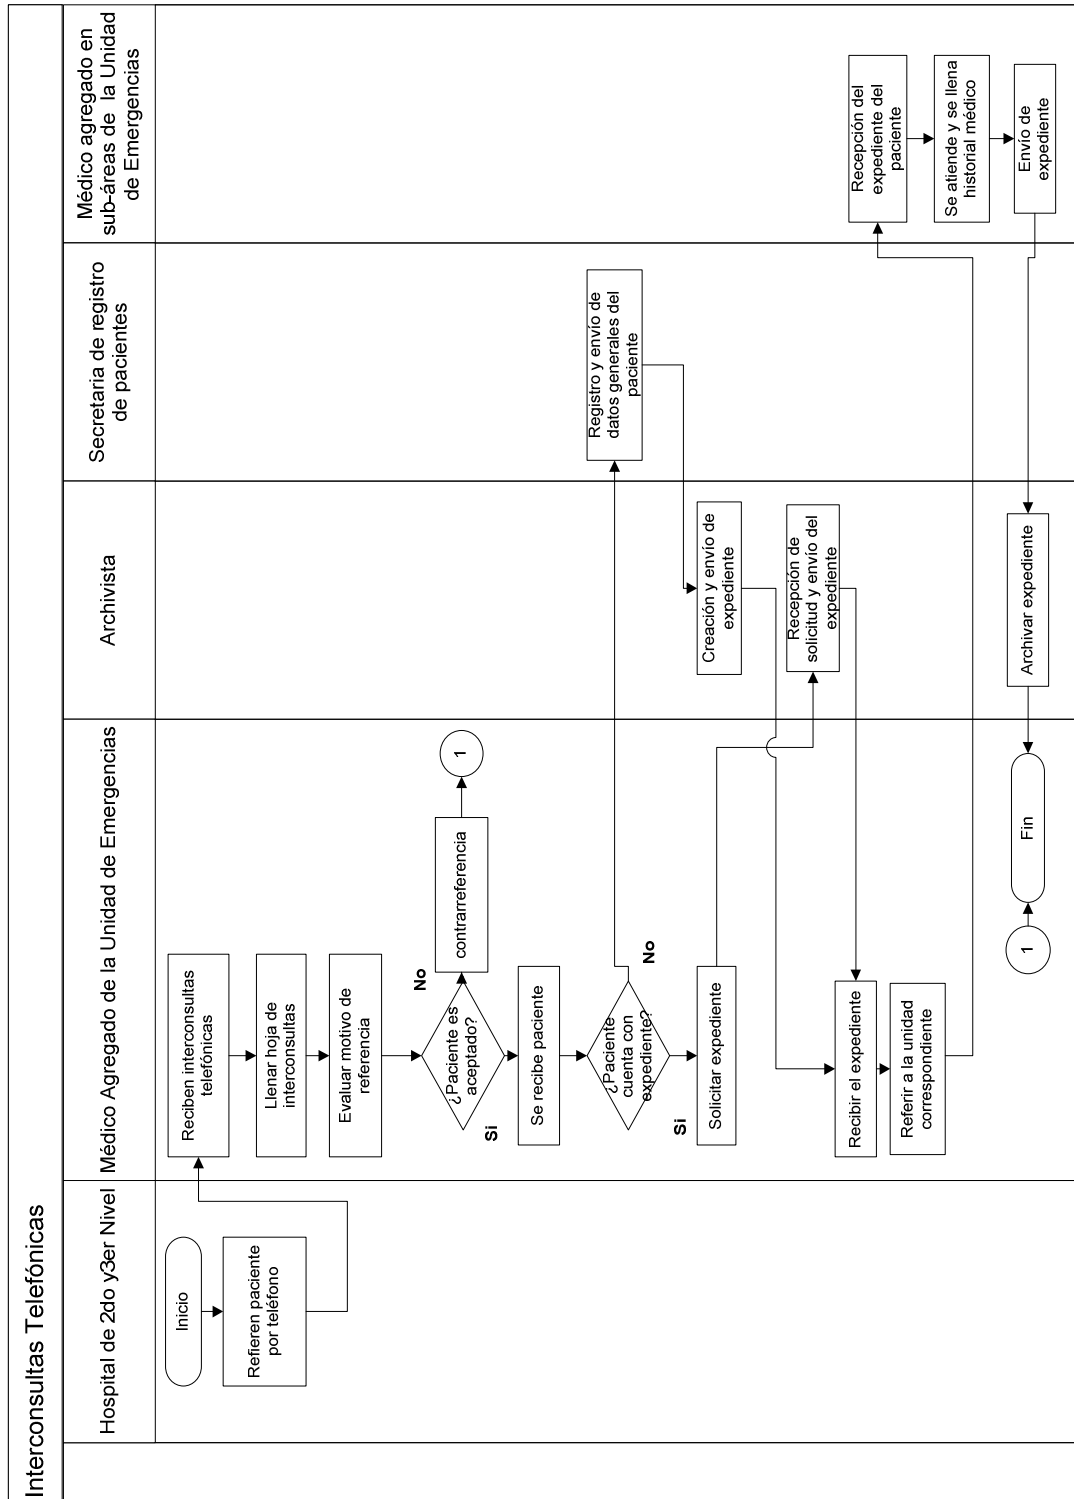 Interconsultas Telefónicas
Hospital de 2do y3er Nivel
Médico Agregado de la Unidad de Emergencias
Archivista
Secretaria de registro
de pacientes
Médico agregado en
sub-áreas de la Unidad
de Emergencias
Inicio
Refieren paciente
por teléfono
Reciben interconsultas
telefónicas
Llenar hoja de
interconsultas
Evaluar motivo de
referencia
¿Paciente es
aceptado?
No
contrarreferencia
1
Si
Se recibe paciente
¿Paciente
cuenta con
expediente?
No
Si
Registro y envío de
datos generales del
paciente
Creación y envío de
expediente
Solicitar expediente
Recepción de
solicitud y envío del
expediente
Recibir el expediente
Referir a la unidad
correspondiente
Recepción del
expediente del
paciente
Se atiende y se llena
historial médico
Envío de
expediente
Archivar expediente
Fin
1